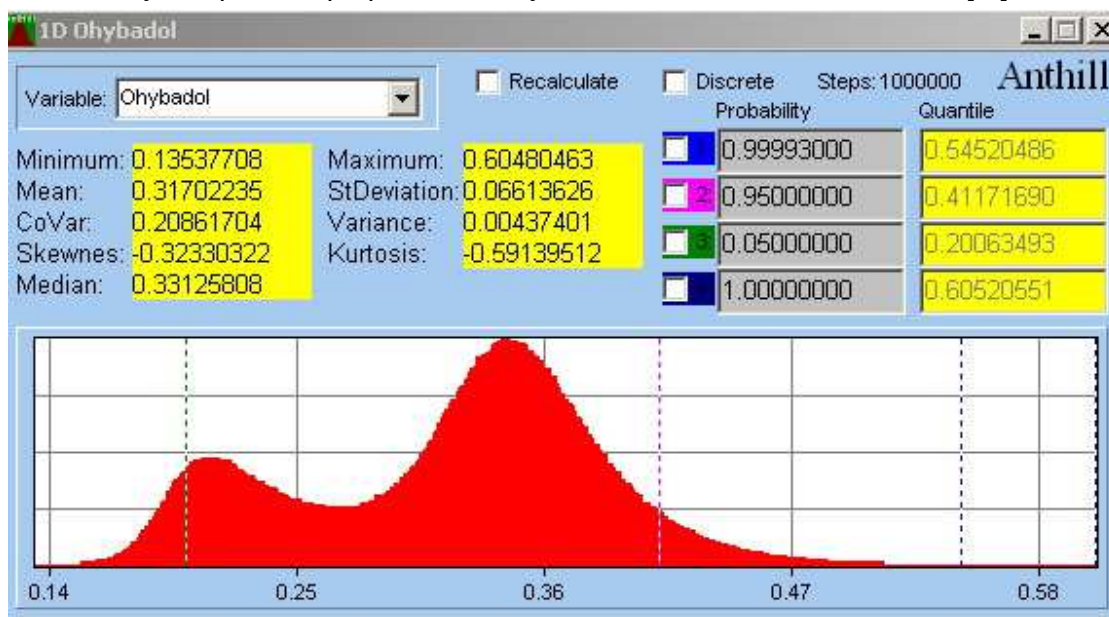 1D Ohybadol
Variable: Ohybadol
Recalculate
Discrete
Steps: 1000000
Anthill
Probability
Quantile
Minimum: 0.13537708
Maximum: 0.60480463
0.99993000
0.54520486
Mean: 0.31702235
StDeviation: 0.06613626
2
0.95000000
0.41171690
CoVar: 0.20861704
Variance: 0.00437401
3
0.05000000
0.20063493
Skewnes: -0.32330322
Kurtosis: -0.59139512
Median: 0.33125808
1.00000000
0.60520551
0.14
0.25
0.36
0.47
0.58